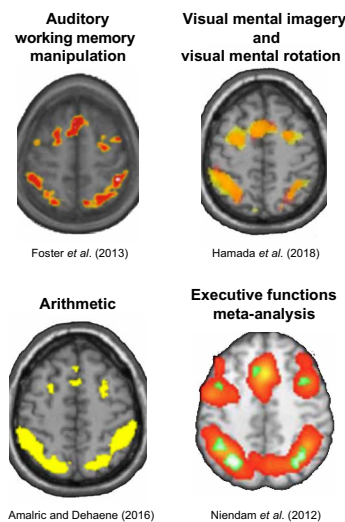 Auditory
working memory
manipulation
Visual mental imagery
and
visual mental rotation
Foster et al. (2013)
Hamada et al. (2018)
Arithmetic
Executive functions
meta-analysis
Amalric and Dehaene (2016)
Niendam et al. (2012)